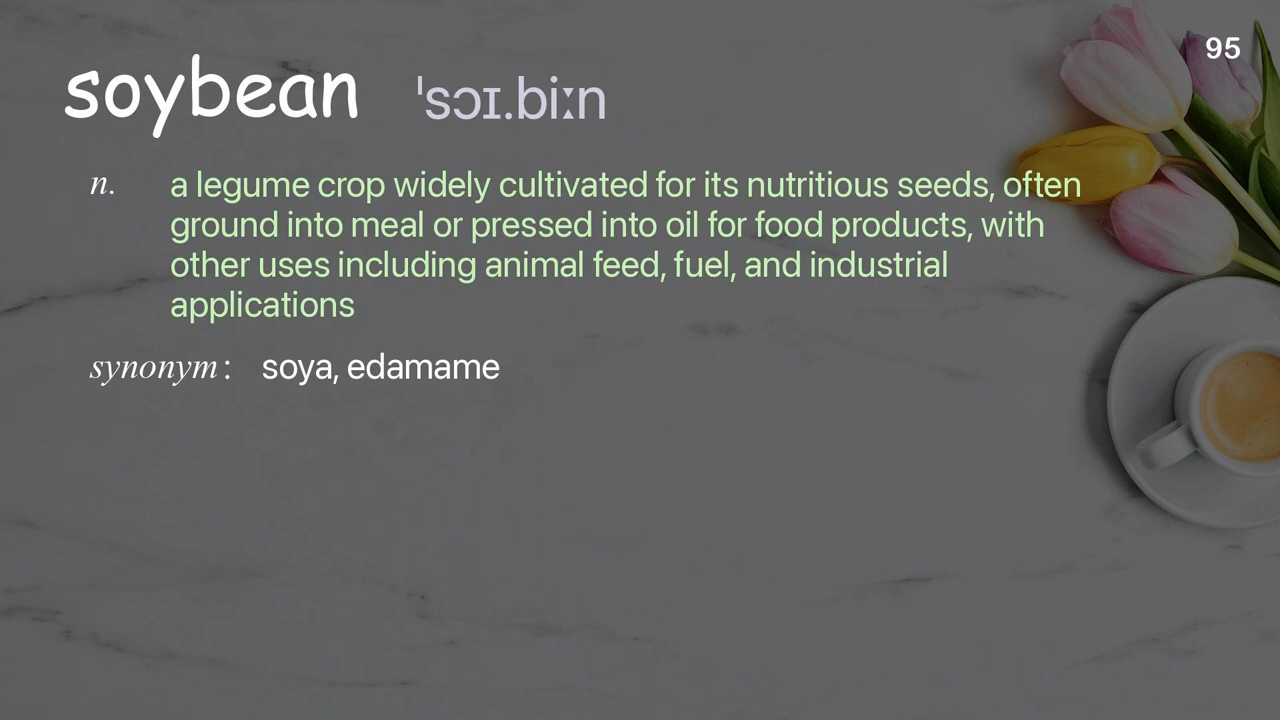 95
soybean ˈsɔɪ.biːn
n. a legume crop widely cultivated for its nutritious seeds, often
ground into meal or pressed into oil for food products, with
other uses including animal feed, fuel, and industrial
applications
synonym: soya, edamame